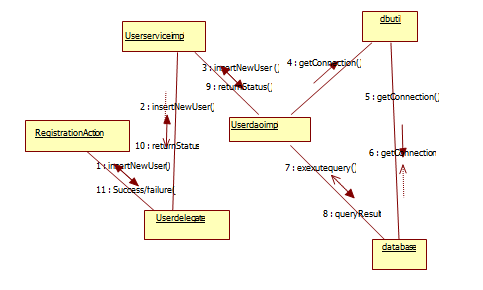 dbutil
Userserviceimp
3 : insertNewUser ()
4 : getConnection()
9 : returnStatus()
2 : insertNewUser()
5 : getConnection()
Userdaoimp
RegistrationAction
10 : returnStatus
6 : getConnection
1 : insertNewUser()
7 : exexutequery()
11 : Success/failure(
Userdelegate
8 : queryResult
database